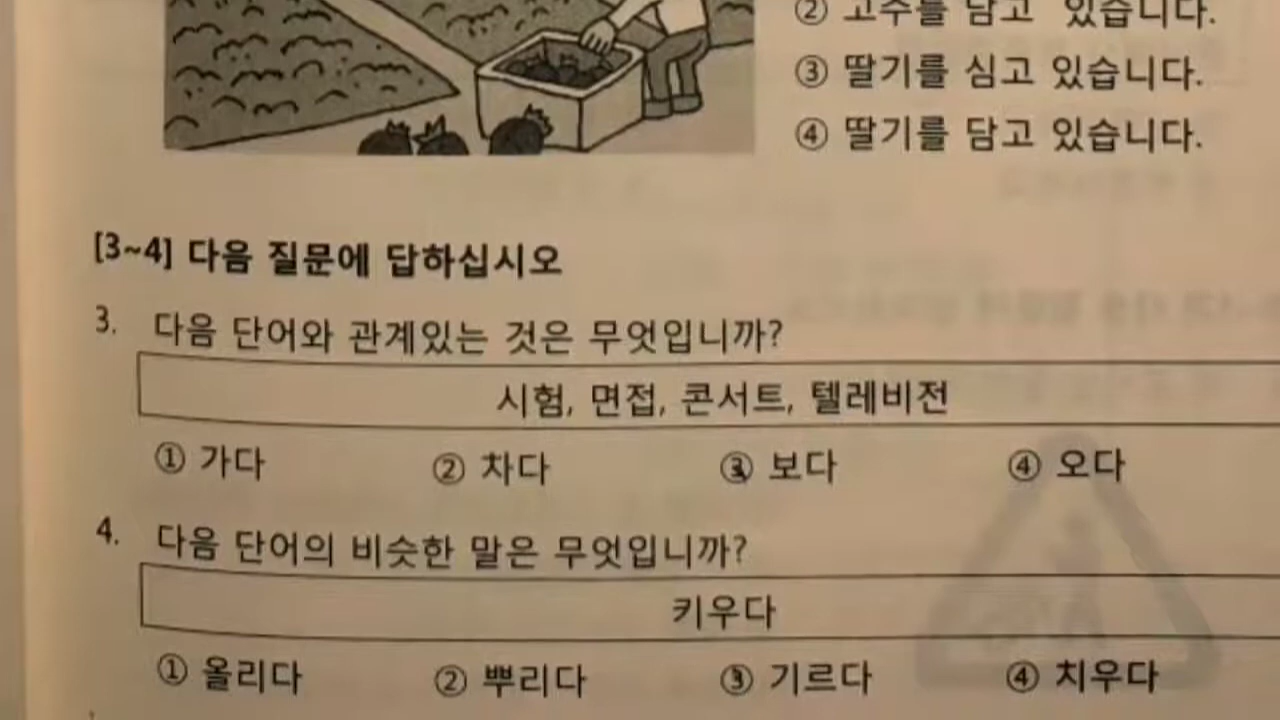 ② 고추를 담고 있습니다.
③ 딸기를 심고 있습니다.
④ 딸기를 담고 있습니다.
[3~4] 다음 질문에 답하십시오
3. 다음 단어와 관계있는 것은 무엇입니까?
시험, 면접, 콘서트, 텔레비전
① 가다 ② 차다 ③ 보다 ④ 오다
4. 다음 단어의 비슷한 말은 무엇입니까?
키우다
① 올리다 ② 뿌리다 ③ 기르다 ④ 치우다